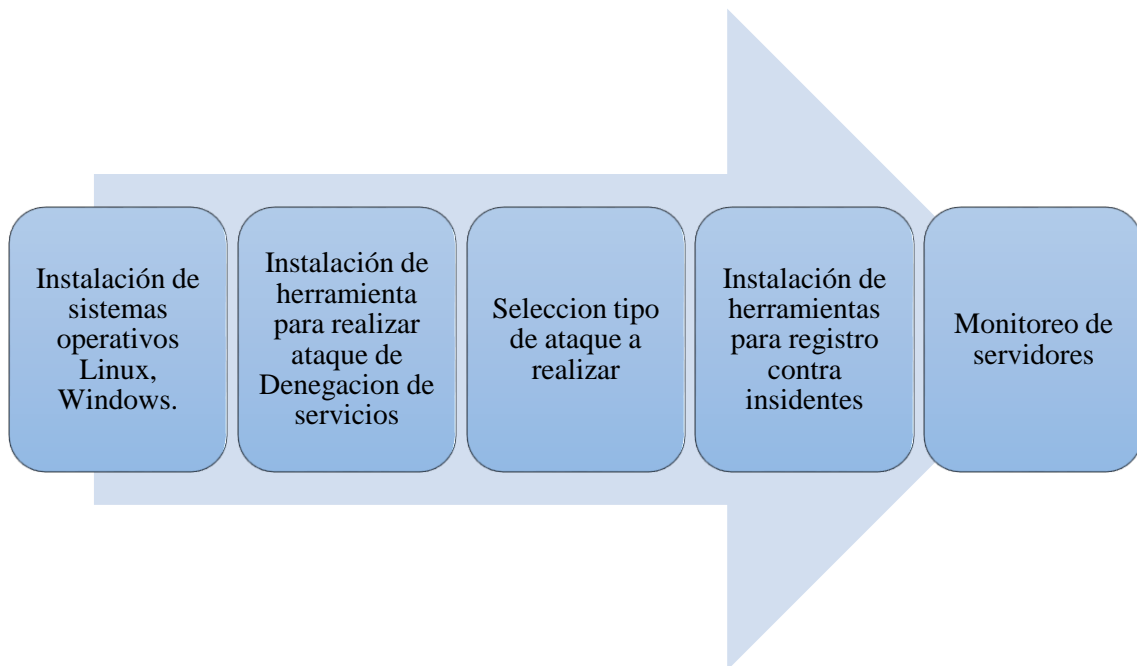 Instalación de
sistemas
operativos
Linux,
Windows.
Instalación de
herramienta
para realizar
ataque de
Denegacion de
servicios
Seleccion tipo
de ataque a
realizar
Instalación de
herramientas
para registro
contra
insidentes
Monitoreo de
servidores